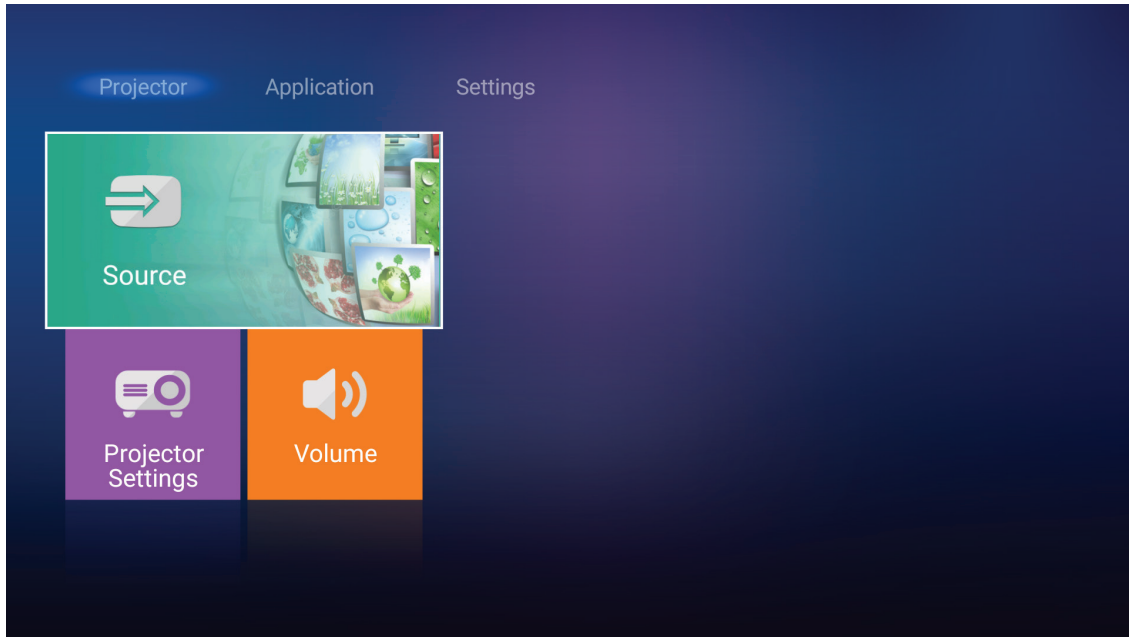 Projector Application Settings
Source
Projector
Settings
Volume